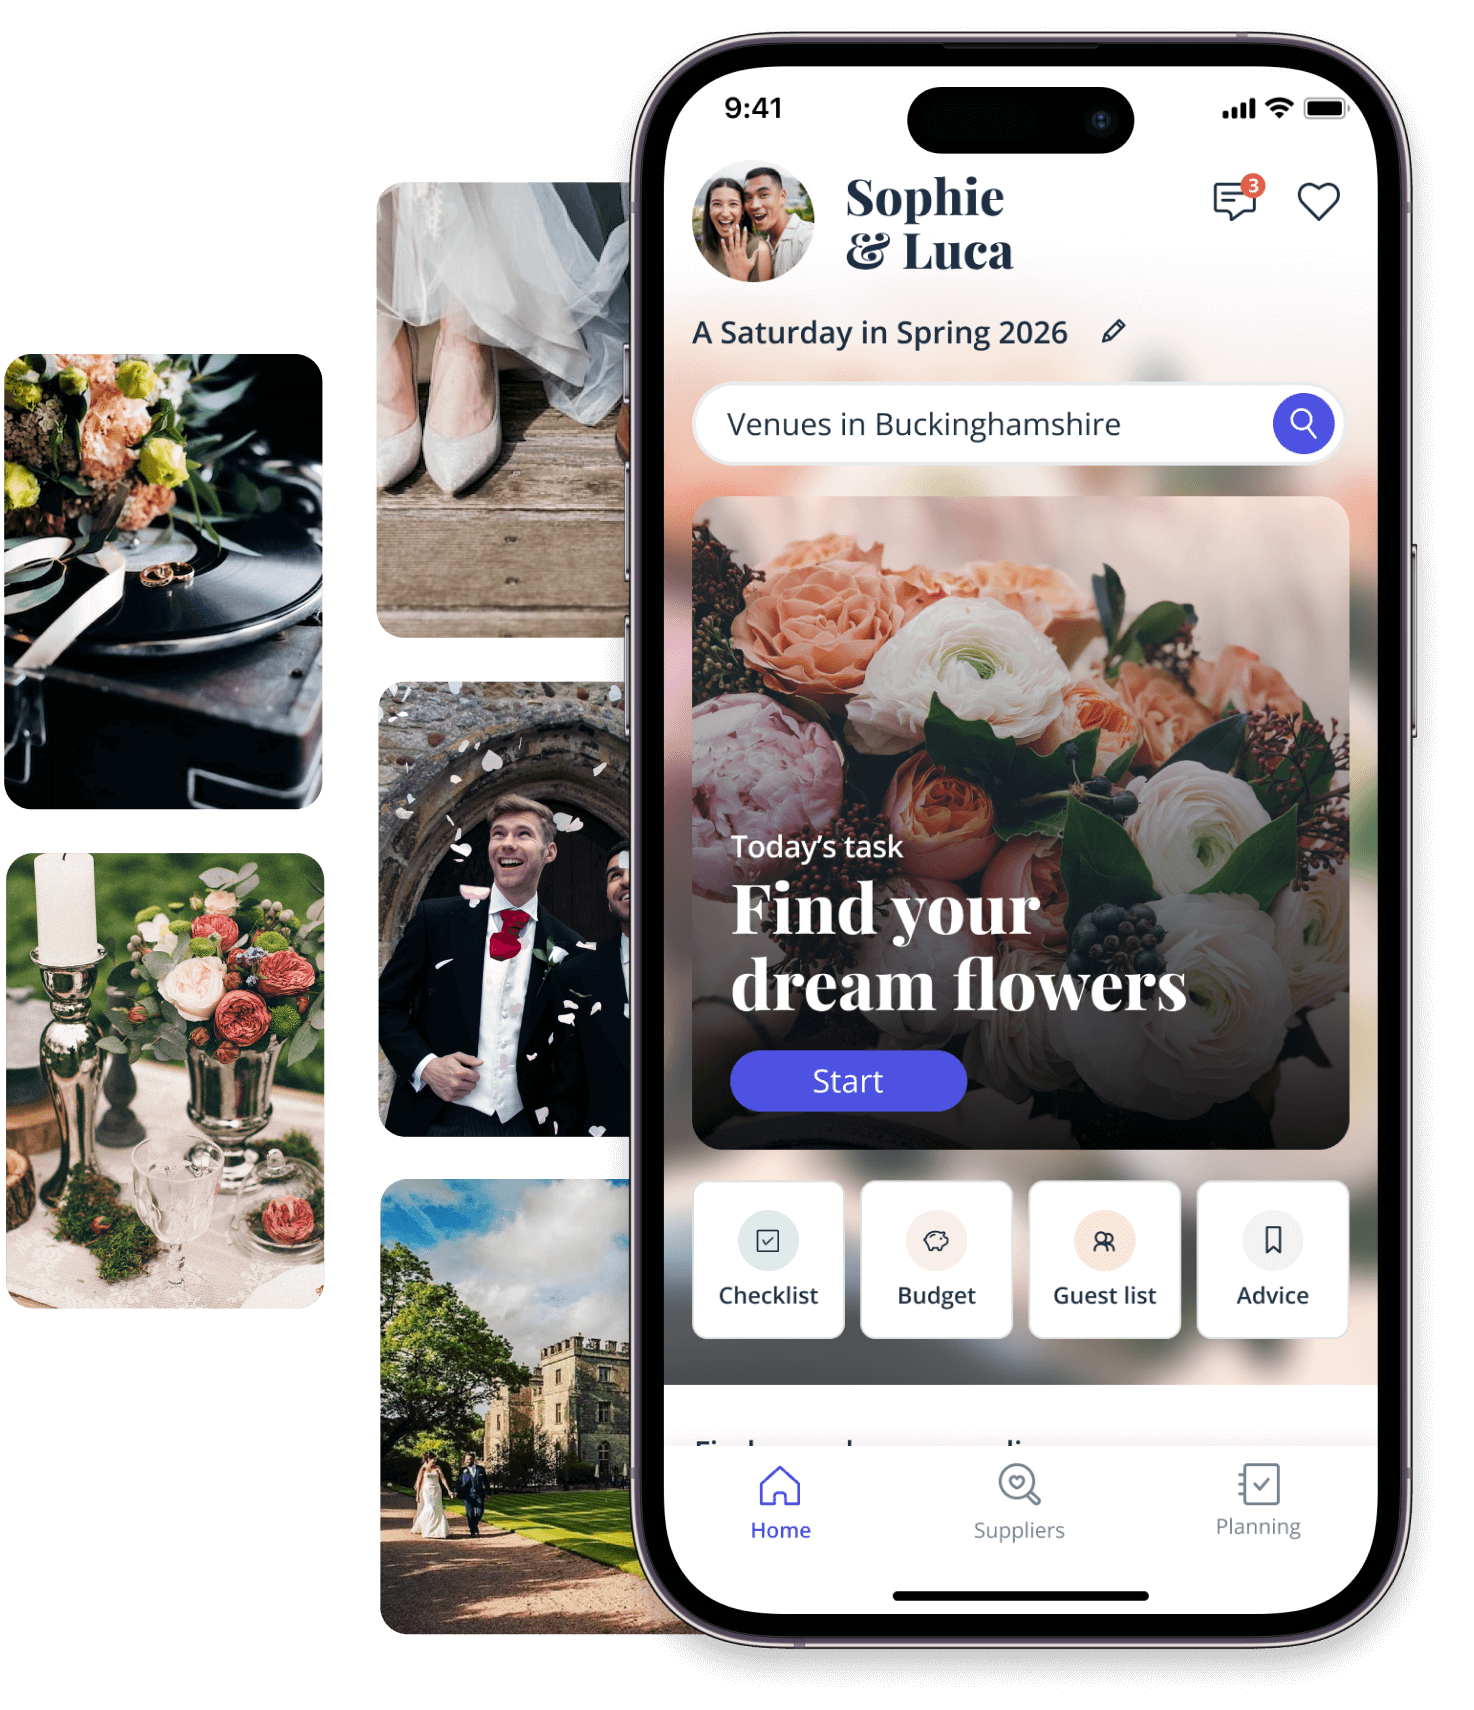 9:41
3
Sophie
& Luca
A Saturday in Spring 2026
Venues in Buckinghamshire
Today's task
Find your
dream flowers
Start
Checklist
Budget
Guest list
Advice
Home
Suppliers
Planning